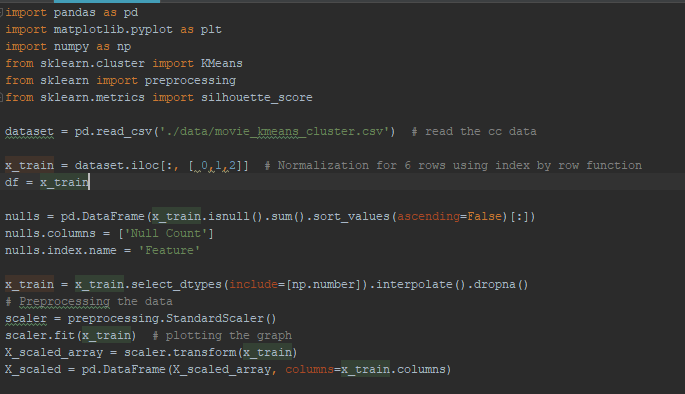 import pandas as pd
import matplotlib.pyplot as plt
import numpy as np
from sklearn.cluster import KMeans
from sklearn import preprocessing
from sklearn.metrics import silhouette_score
dataset = pd.read_csv('./data/movie_kmeans_cluster.csv')  # read the cc data
x_train = dataset.iloc[:, [ 0,1,2]]  # Normalization for 6 rows using index by row function
df = x_train
nulls = pd.DataFrame(x_train.isnull().sum().sort_values(ascending=False)[:])
nulls.columns = ['Null Count']
nulls.index.name = 'Feature'
x_train = x_train.select_dtypes(include=[np.number]).interpolate().dropna()
# Preprocessing the data
scaler = preprocessing.StandardScaler()
scaler.fit(x_train)  # plotting the graph
X_scaled_array = scaler.transform(x_train)
X_scaled = pd.DataFrame(X_scaled_array, columns=x_train.columns)